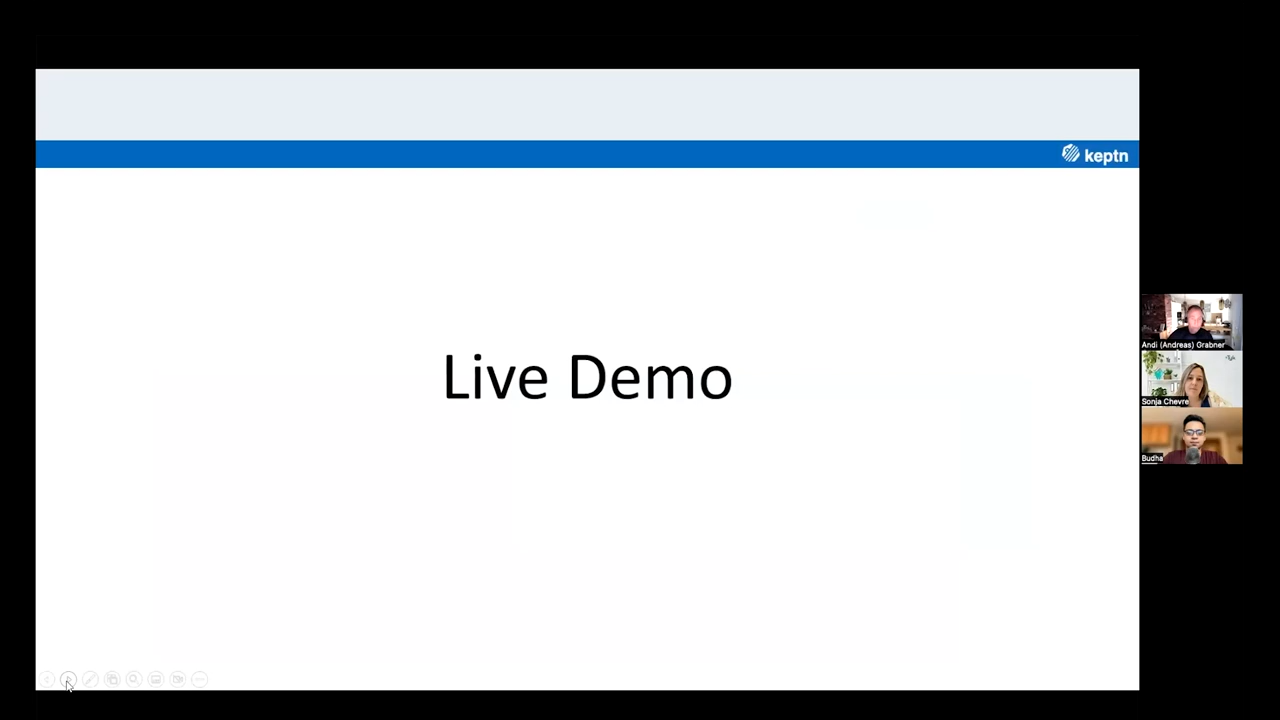 keptn
Live Demo
Andi (Andreas) Grabner
Sonja Chevre
Budha